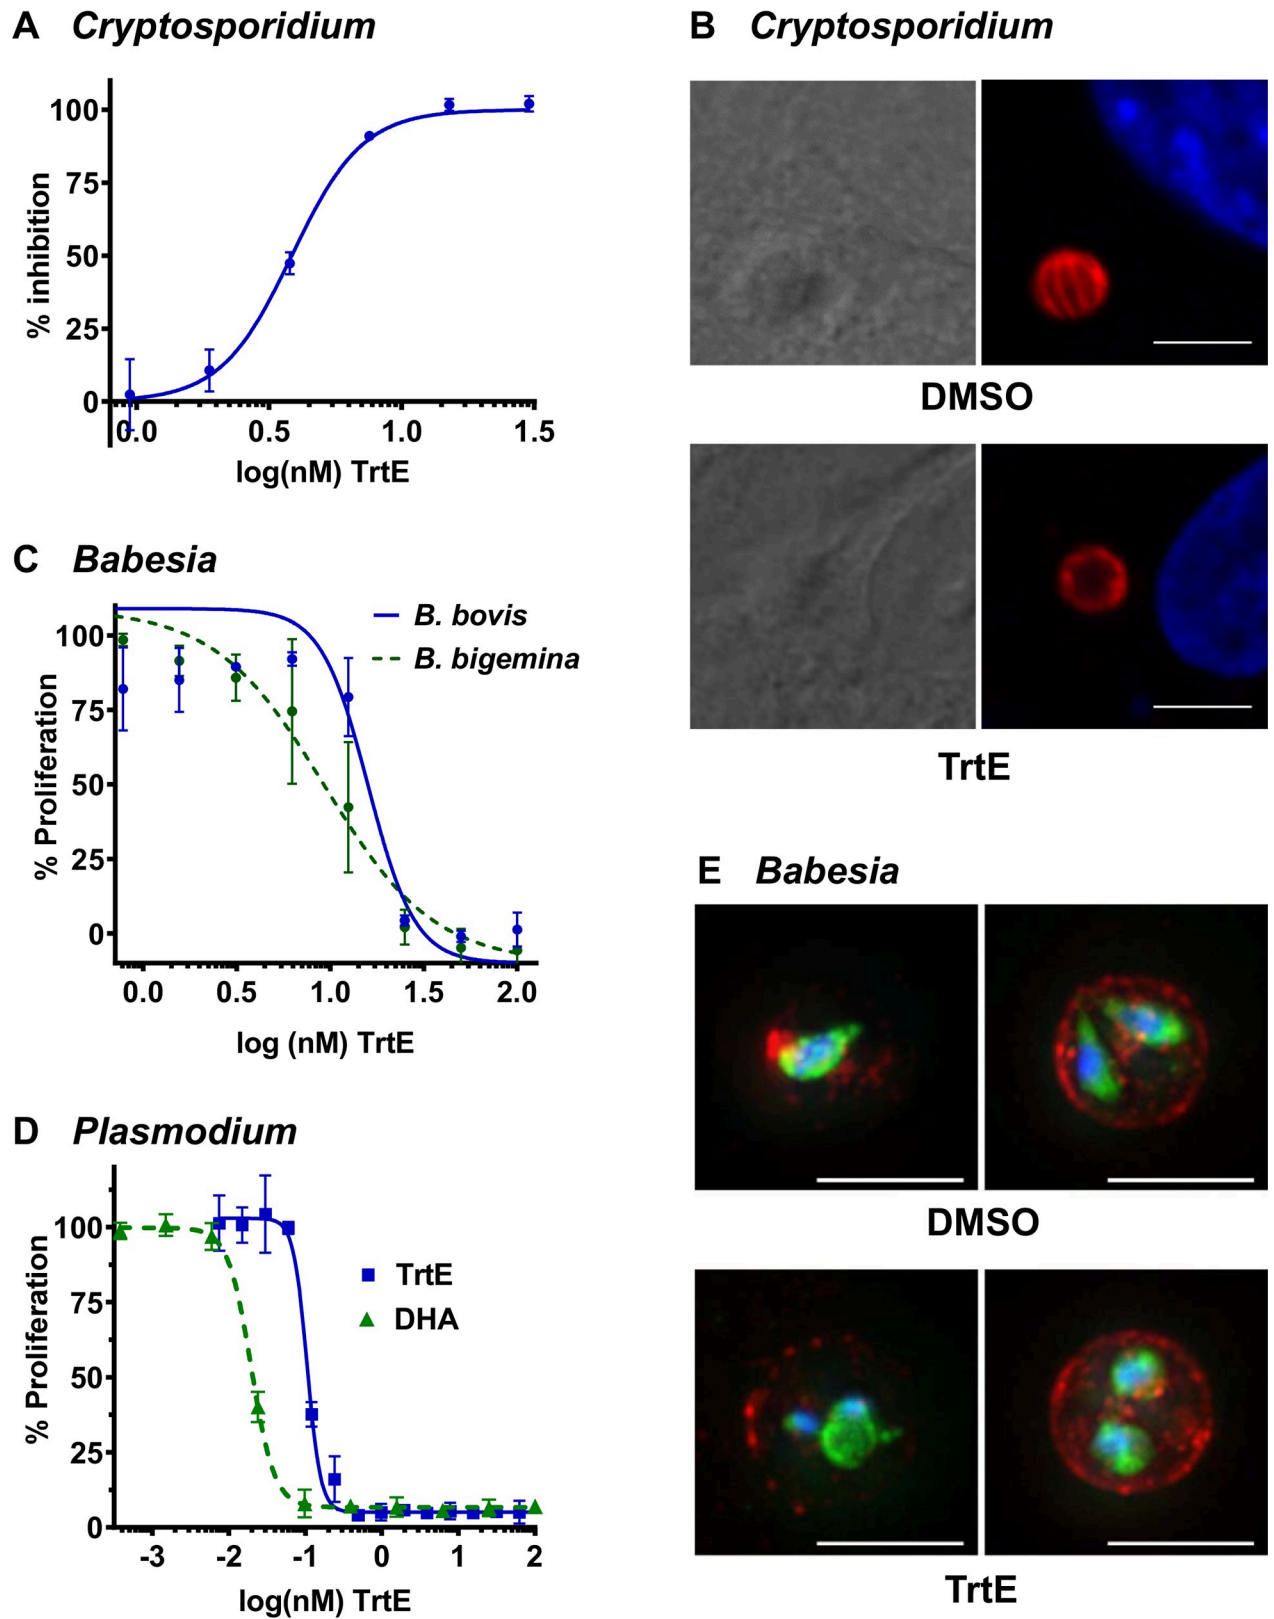 A Cryptosporidium
100
75
50
25
0
% inhibition
0.0 0.5 1.0 1.5
log(nM) TrtE
B Cryptosporidium
DMSO
TrtE
C Babesia
B. bovis
B. bigemina
100
75
50
25
0
% Proliferation
0.0 0.5 1.0 1.5 2.0
log (nM) TrtE
D Plasmodium
TrtE
DHA
100
75
50
25
0
% Proliferation
-3 -2 -1 0 1 2
log(nM) TrtE
E Babesia
DMSO
TrtE